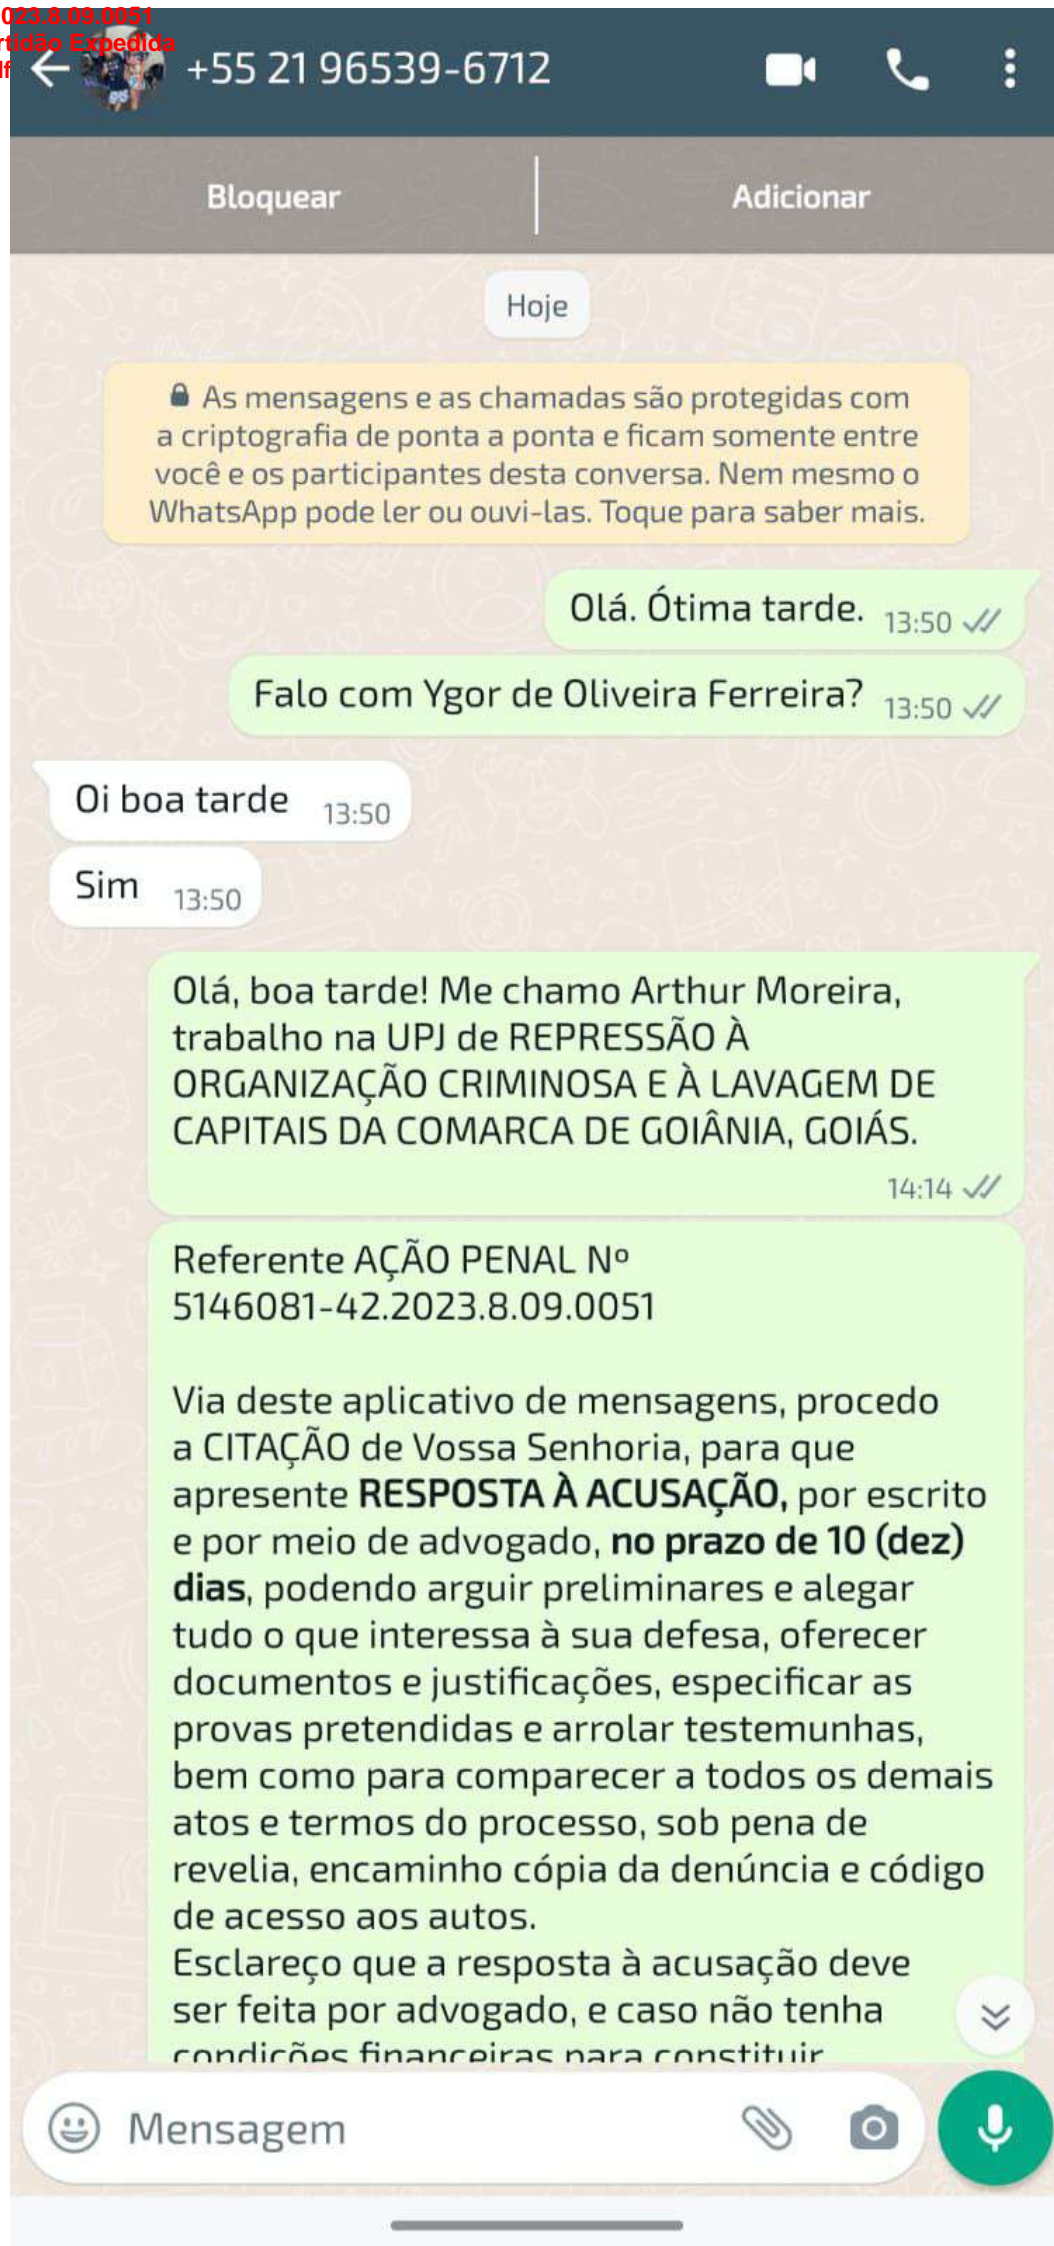 023.8.09.0051
rtidão Expedida
lf
+55 21 96539-6712
Bloquear
Adicionar
Hoje
As mensagens e as chamadas são protegidas com
a criptografia de ponta a ponta e ficam somente entre
você e os participantes desta conversa. Nem mesmo o
WhatsApp pode ler ou ouvi-las. Toque para saber mais.
Olá. Ótima tarde. 13:50
Falo com Ygor de Oliveira Ferreira? 13:50
Oi boa tarde 13:50
Sim 13:50
Olá, boa tarde! Me chamo Arthur Moreira,
trabalho na UPJ de REPRESSÃO À
ORGANIZAÇÃO CRIMINOSA E À LAVAGEM DE
CAPITAIS DA COMARCA DE GOIÂNIA, GOIÁS.
14:14
Referente AÇÃO PENAL Nº
5146081-42.2023.8.09.0051
Via deste aplicativo de mensagens, procedo
a CITAÇÃO de Vossa Senhoria, para que
apresente RESPOSTA À ACUSAÇÃO, por escrito
e por meio de advogado, no prazo de 10 (dez)
dias, podendo arguir preliminares e alegar
tudo o que interessa à sua defesa, oferecer
documentos e justificações, especificar as
provas pretendidas e arrolar testemunhas,
bem como para comparecer a todos os demais
atos e termos do processo, sob pena de
revelia, encaminho cópia da denúncia e código
de acesso aos autos.
Esclareço que a resposta à acusação deve
ser feita por advogado, e caso não tenha
condições financeiras para constituir
Mensagem